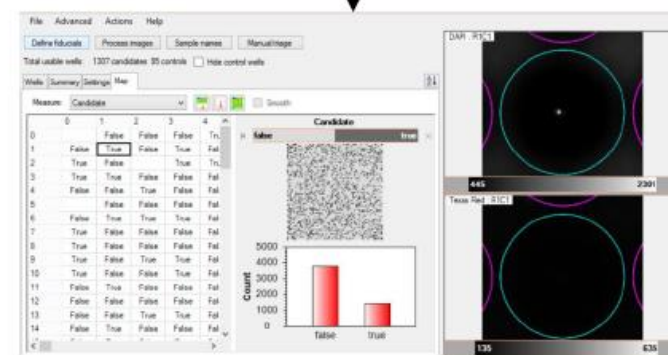 File Advanced Actions Help
Define fiducials Process images Sample names Manual triage
Total usable wells: 1307 candidates 95 controls Hide control wells
Wells Summary Settings Map
Measure: Candidate Smooth
0 1 2 3 4
0 False False False Tru
1 False True False True Fal
2 True False True Tru
3 True True False False Fal
4 False False True False Fal
5 False False False Fal
6 False True True True Fal
7 True False False False Fal
8 True False False False Fal
9 True False False True Fal
10 True False True False Fal
11 False True False False Fal
12 False False False False Fal
13 False False True True Fal
14 False True False False Fal
Candidate
false true
5000
4000
3000
2000
1000
0
Count
false true
DAPI : R1C1
445 2301
Texas Red : R1C1
135 635